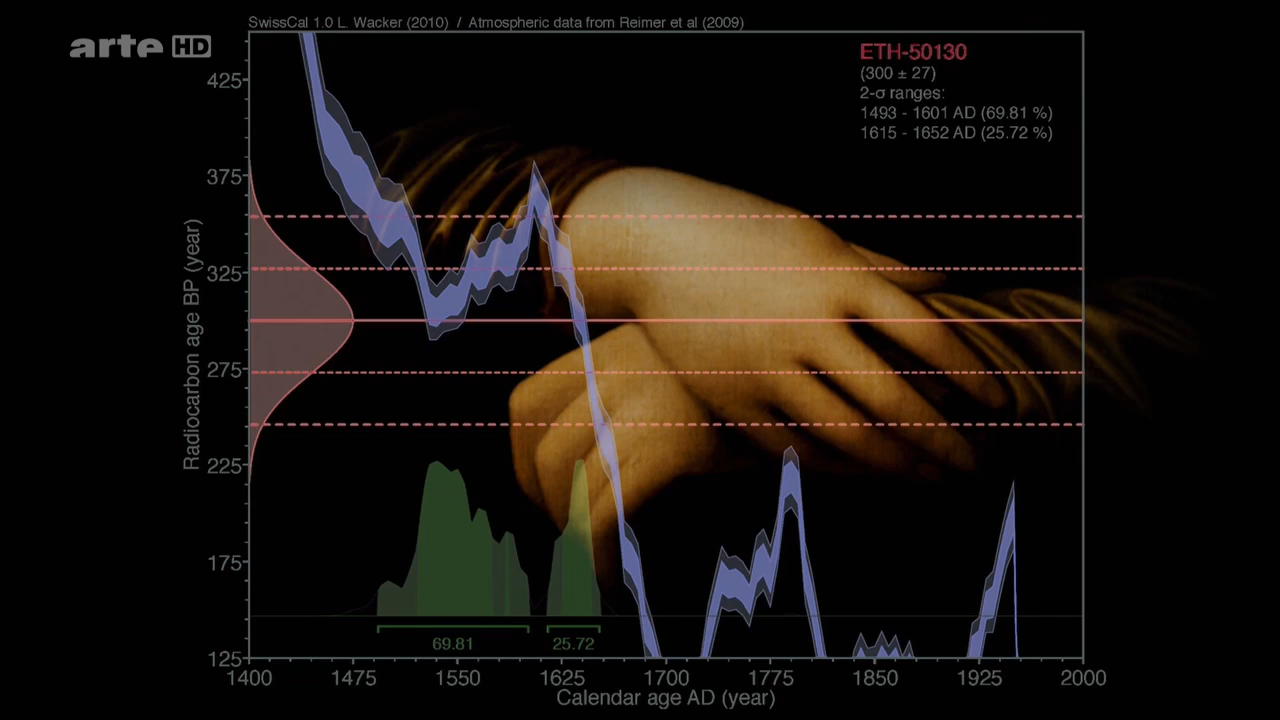 SwissCal 1.0 L. Wacker (2010) / Atmospheric data from Reimer et al (2009)
arte HD
ETH-50130
(300 ± 27)
2-σ ranges:
1493 - 1601 AD (69.81 %)
1615 - 1652 AD (25.72 %)
Radiocarbon age BP (year)
425
375
325
275
225
175
125
69.81 25.72
1400 1475 1550 1625 1700 1775 1850 1925 2000
Calendar age AD (year)